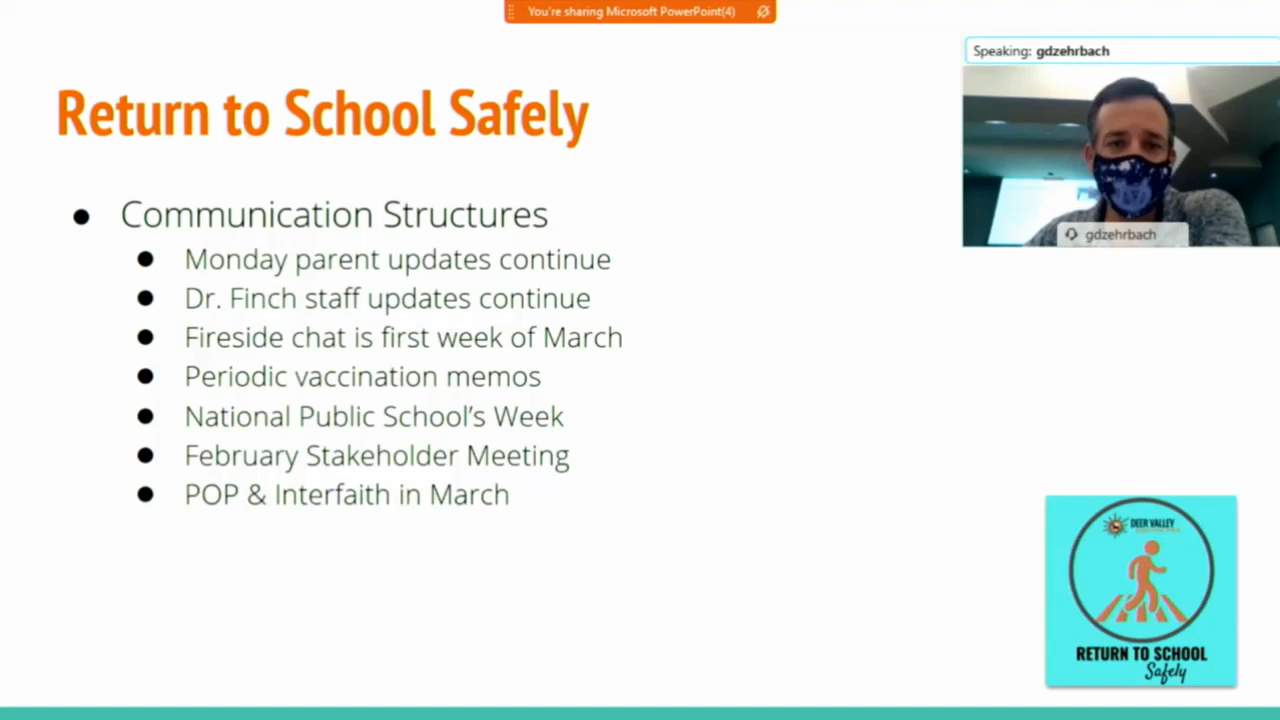 You're sharing Microsoft PowerPoint(4)
Speaking: gdzehrbach
Return to School Safely
gdzehrbach
Communication Structures
Monday parent updates continue
Dr. Finch staff updates continue
Fireside chat is first week of March
Periodic vaccination memos
National Public School's Week
February Stakeholder Meeting
POP & Interfaith in March
DEER VALLEY
RETURN TO SCHOOL
Safely